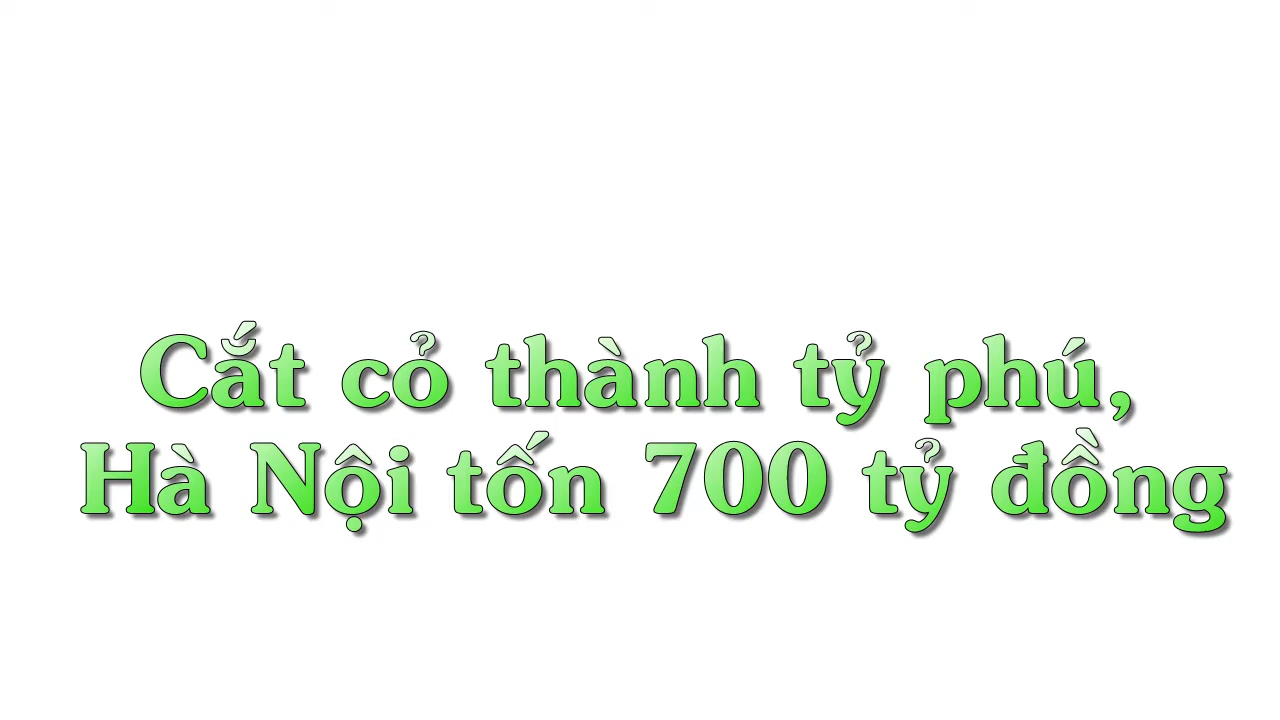 Cắt cỏ thành tỷ phú,
Hà Nội tốn 700 tỷ đồng